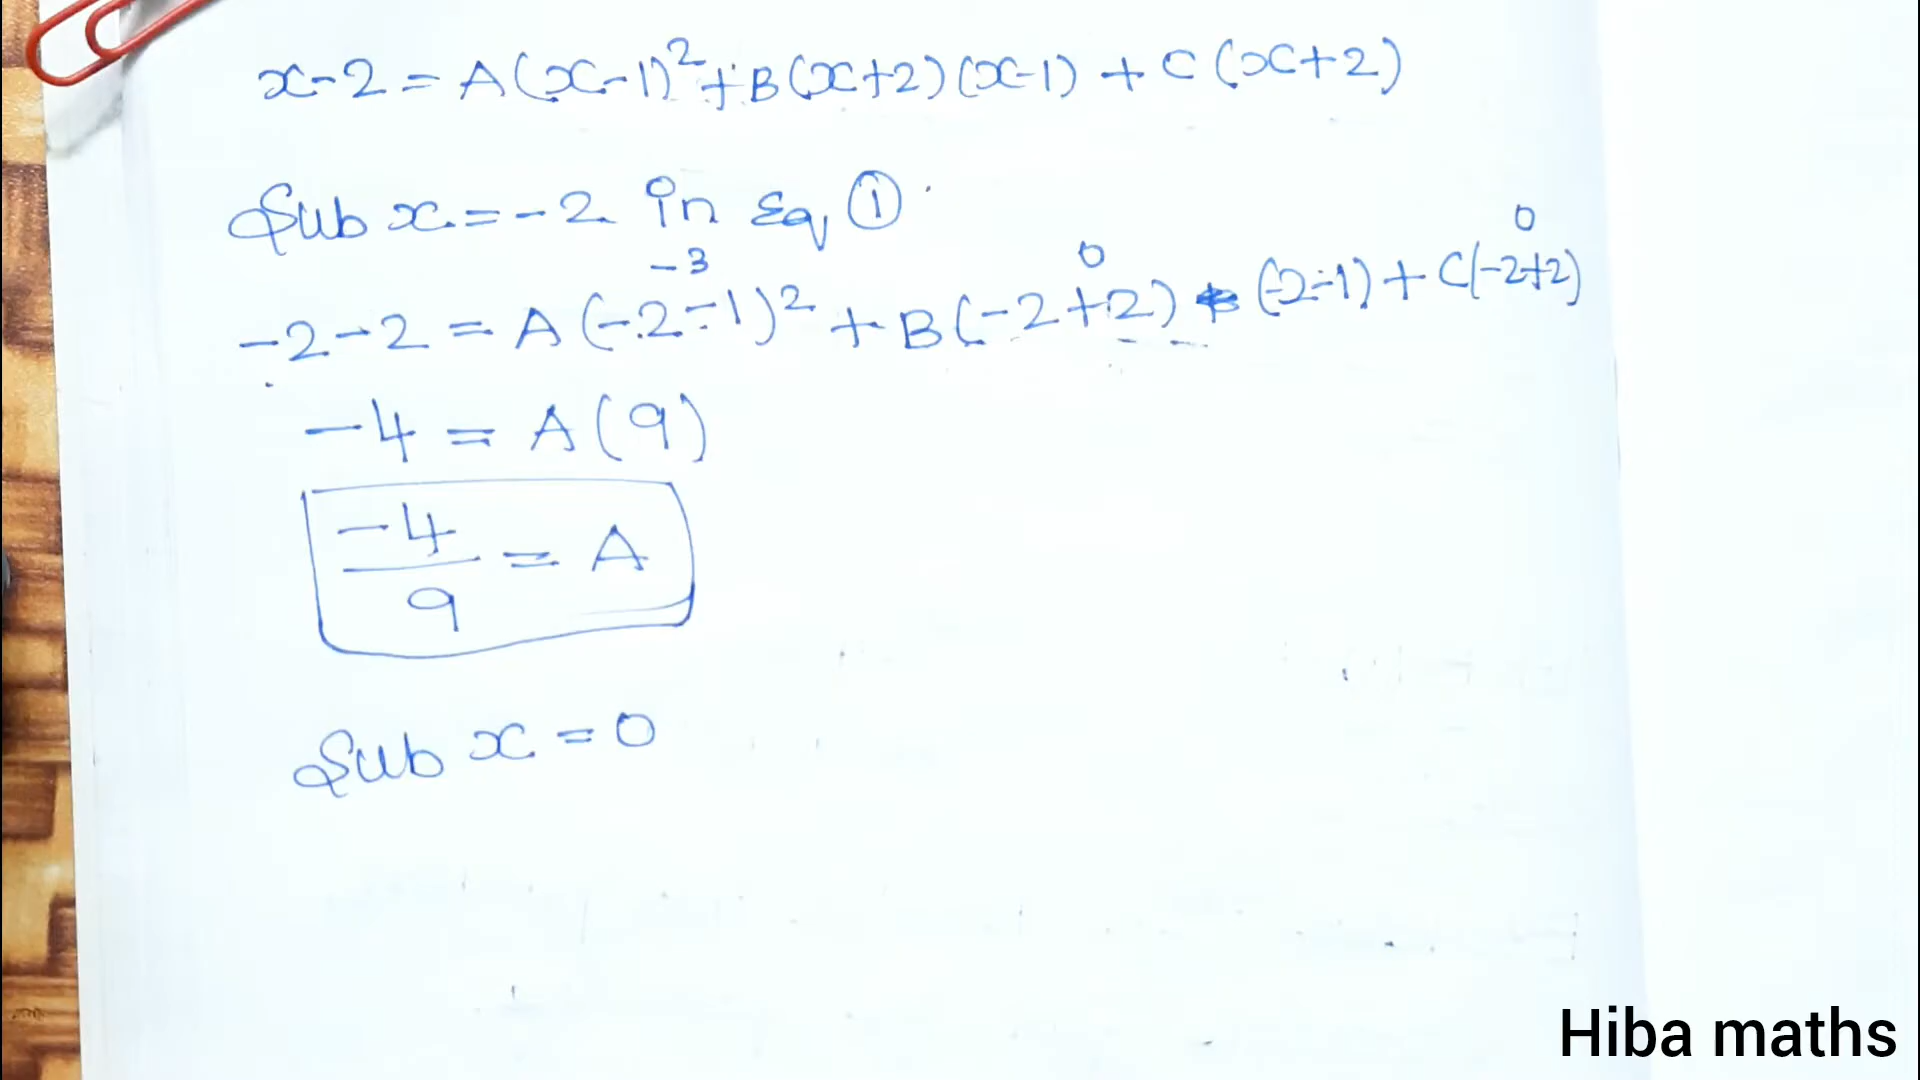 x-2 = A(x-1)² + B(x+2)(x-1) + C(x+2)
Sub x = -2 in Eq ①
-3 0 0
-2-2 = A(-2-1)² + B(-2+2) (-2-1) + C(-2+2)
-4 = A(9)
-4/9 = A
Sub x = 0
Hiba maths